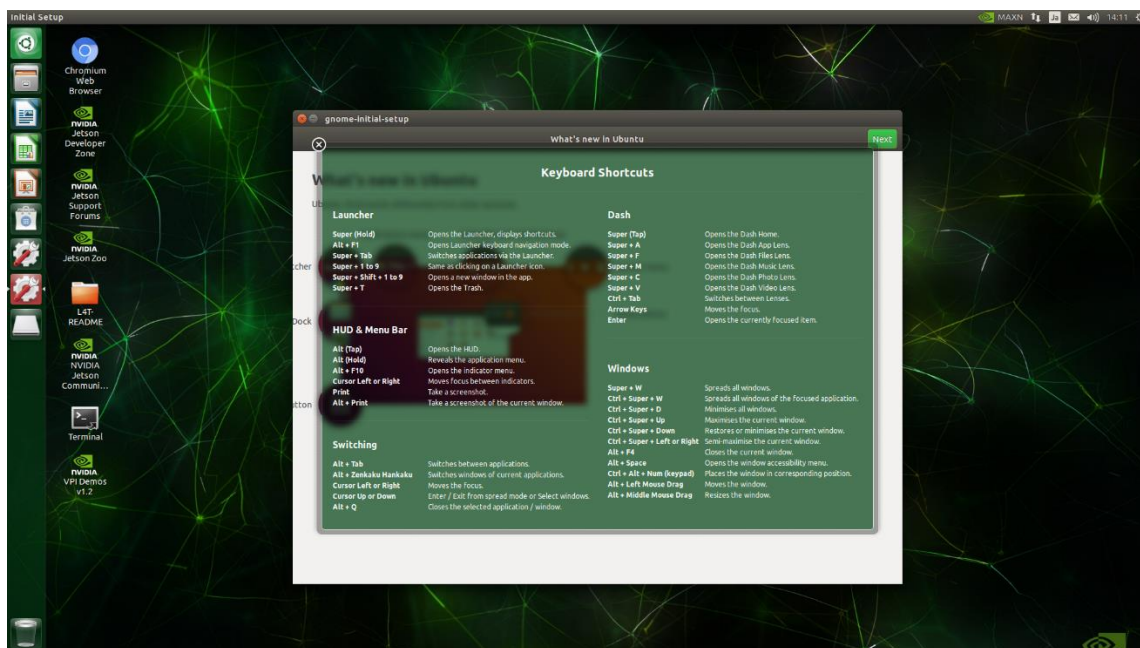 Initial Setup
MAXN
Ja
14:11
Chromium
Web
Browser
NVIDIA
Jetson
Developer
Zone
NVIDIA
Jetson
Support
Forums
NVIDIA
Jetson Zoo
L4T-
README
NVIDIA
NVIDIA
Jetson
Communi...
Terminal
NVIDIA
VPI Demos
v1.2
gnome-initial-setup
What's new in Ubuntu
Next
What's new in Ubuntu
Keyboard Shortcuts
Launcher
Super (Hold) Opens the Launcher, displays shortcuts.
Alt + F1 Opens Launcher keyboard navigation mode.
Super + Tab Switches applications via the Launcher.
Super + 1 to 9 Same as clicking on a Launcher icon.
Super + Shift + 1 to 9 Opens a new window in the app.
Super + T Opens the Trash.
HUD & Menu Bar
Alt (Tap) Opens the HUD.
Alt (Hold) Reveals the application menu.
Alt + F10 Opens the indicator menu.
Cursor Left or Right Moves focus between indicators.
Print Take a screenshot.
Alt + Print Take a screenshot of the current window.
Switching
Alt + Tab Switches between applications.
Alt + Zenkaku Hankaku Switches windows of current applications.
Cursor Left or Right Moves the focus.
Cursor Up or Down Enter / Exit from spread mode or Select windows.
Alt + Q Closes the selected application / window.
Dash
Super (Tap) Opens the Dash Home.
Super + A Opens the Dash App Lens.
Super + F Opens the Dash Files Lens.
Super + M Opens the Dash Music Lens.
Super + C Opens the Dash Photo Lens.
Super + V Opens the Dash Video Lens.
Ctrl + Tab Switches between Lenses.
Arrow Keys Moves the focus.
Enter Opens the currently focused item.
Windows
Super + W Spreads all windows.
Ctrl + Super + W Spreads all windows of the focused application.
Ctrl + Super + D Minimises all windows.
Ctrl + Super + Up Maximises the current window.
Ctrl + Super + Down Restores or minimises the current window.
Ctrl + Super + Left or Right Semi-maximise the current window.
Alt + F4 Closes the current window.
Alt + Space Opens the window accessibility menu.
Ctrl + Alt + Num (keypad) Places the window in corresponding position.
Alt + Left Mouse Drag Moves the window.
Alt + Middle Mouse Drag Resizes the window.
cher
Dock
tton